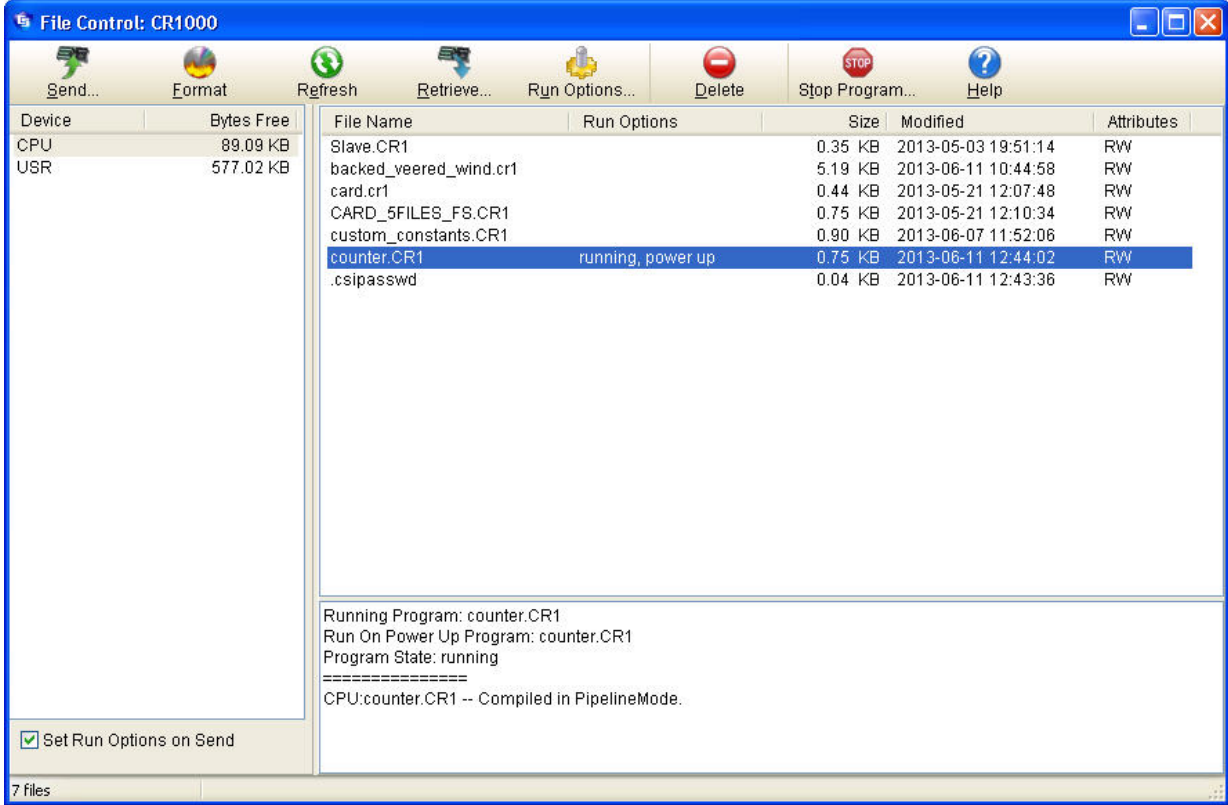 File Control: CR1000
Send... Format Refresh Retrieve... Run Options... Delete Stop Program... Help
STOP
Device Bytes Free
CPU 89.09 KB
USR 577.02 KB
File Name Run Options Size Modified Attributes
Slave.CR1 0.35 KB 2013-05-03 19:51:14 RW
backed_veered_wind.cr1 5.19 KB 2013-06-11 10:44:58 RW
card.cr1 0.44 KB 2013-05-21 12:07:48 RW
CARD_5FILES_FS.CR1 0.75 KB 2013-05-21 12:10:34 RW
custom_constants.CR1 0.90 KB 2013-06-07 11:52:06 RW
counter.CR1 running, power up 0.75 KB 2013-06-11 12:44:02 RW
.csipasswd 0.04 KB 2013-06-11 12:43:36 RW
Running Program: counter.CR1
Run On Power Up Program: counter.CR1
Program State: running
===============
CPU:counter.CR1 -- Compiled in PipelineMode.
Set Run Options on Send
7 files